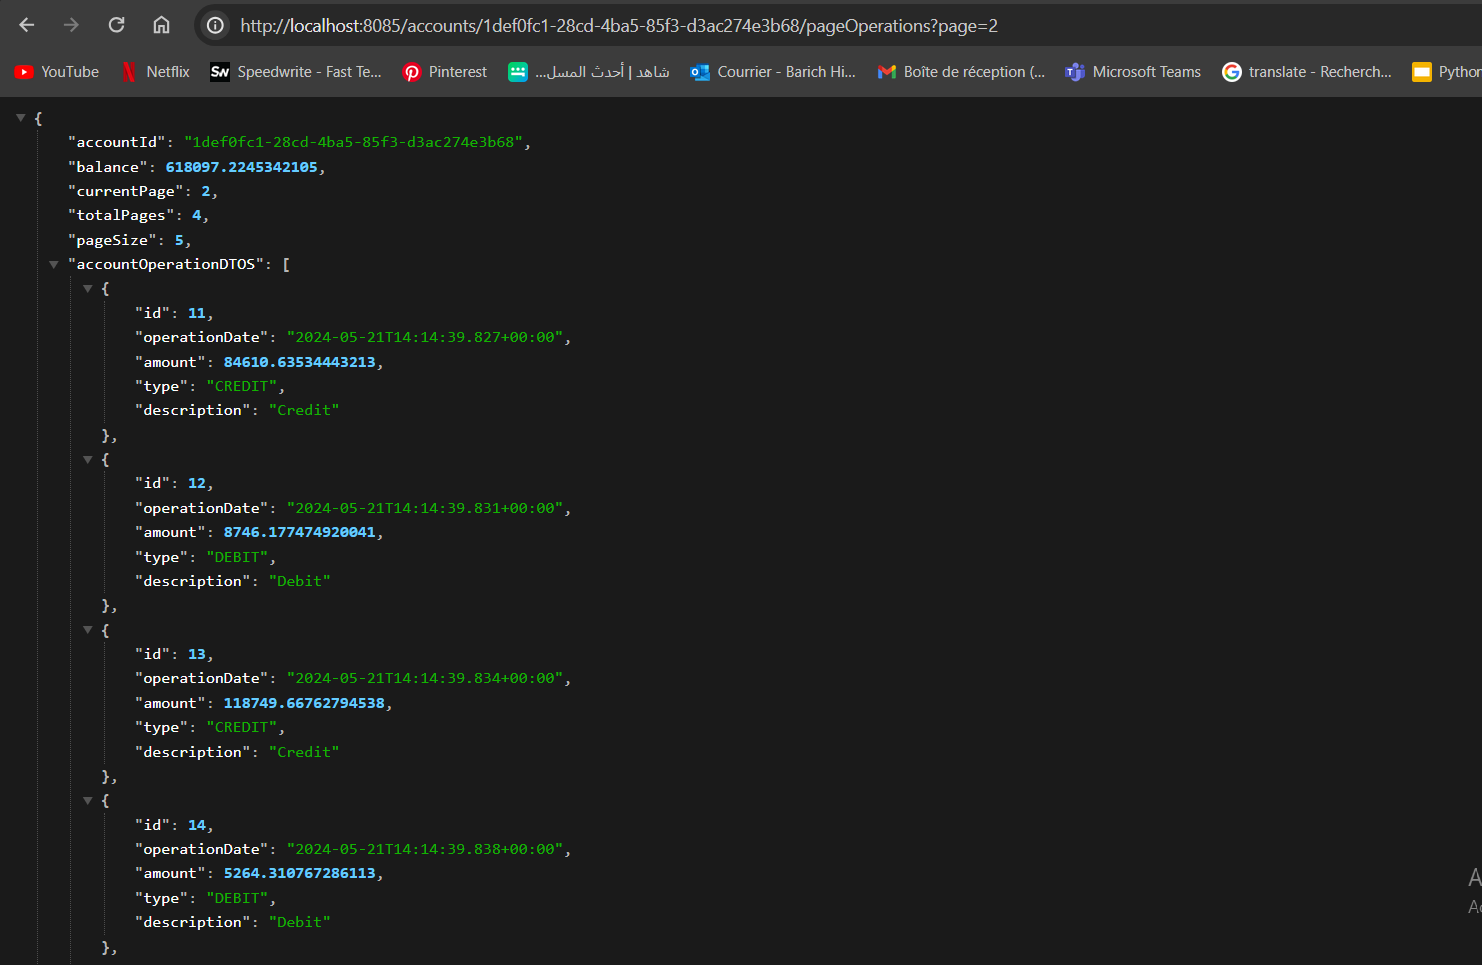 http://localhost:8085/accounts/1def0fc1-28cd-4ba5-85f3-d3ac274e3b68/pageOperations?page=2
YouTube Netflix Speedwrite - Fast Te... Pinterest شاهد | أحدث المسل... Courrier - Barich Hi... Boîte de réception (... Microsoft Teams translate - Recherch... Python
{
"accountId": "1def0fc1-28cd-4ba5-85f3-d3ac274e3b68",
"balance": 618097.2245342105,
"currentPage": 2,
"totalPages": 4,
"pageSize": 5,
"accountOperationDTOS": [
{
"id": 11,
"operationDate": "2024-05-21T14:14:39.827+00:00",
"amount": 84610.63534443213,
"type": "CREDIT",
"description": "Credit"
},
{
"id": 12,
"operationDate": "2024-05-21T14:14:39.831+00:00",
"amount": 8746.177474920041,
"type": "DEBIT",
"description": "Debit"
},
{
"id": 13,
"operationDate": "2024-05-21T14:14:39.834+00:00",
"amount": 118749.66762794538,
"type": "CREDIT",
"description": "Credit"
},
{
"id": 14,
"operationDate": "2024-05-21T14:14:39.838+00:00",
"amount": 5264.310767286113,
"type": "DEBIT",
"description": "Debit"
},